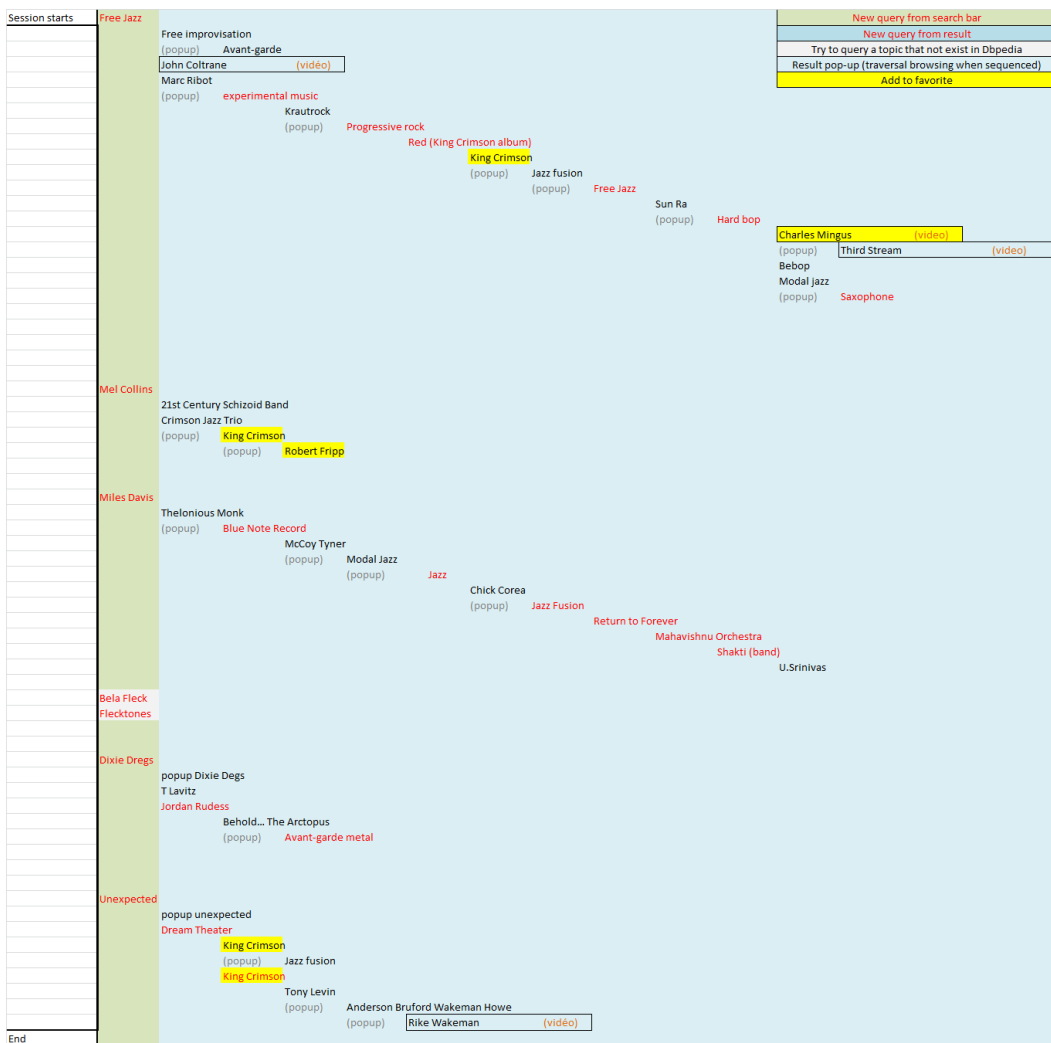 Session starts Free Jazz New query from search bar
Free improvisation New query from result
(popup) Avant-garde Try to query a topic that not exist in Dbpedia
John Coltrane (vidéo) Result pop-up (traversal browsing when sequenced)
Marc Ribot Add to favorite
(popup) experimental music
Krautrock
(popup) Progressive rock
Red (King Crimson album)
King Crimson
(popup) Jazz fusion
(popup) Free Jazz
Sun Ra
(popup) Hard bop
Charles Mingus (video)
(popup) Third Stream (video)
Bebop
Modal jazz
(popup) Saxophone
Mel Collins
21st Century Schizoid Band
Crimson Jazz Trio
(popup) King Crimson
(popup) Robert Fripp
Miles Davis
Thelonious Monk
(popup) Blue Note Record
McCoy Tyner
(popup) Modal Jazz
(popup) Jazz
Chick Corea
(popup) Jazz Fusion
Return to Forever
Mahavishnu Orchestra
Shakti (band)
U.Srinivas
Bela Fleck
Flecktones
Dixie Dregs
popup Dixie Degs
T Lavitz
Jordan Rudess
Behold... The Arctopus
(popup) Avant-garde metal
Unexpected
popup unexpected
Dream Theater
King Crimson
(popup) Jazz fusion
King Crimson
Tony Levin
(popup) Anderson Bruford Wakeman Howe
(popup) Rike Wakeman (vidéo)
End